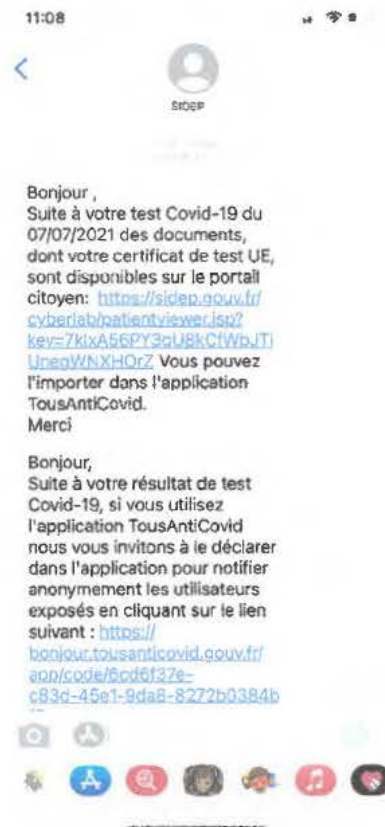 11:08
SIDEP
Bonjour ,
Suite à votre test Covid-19 du
07/07/2021 des documents,
dont votre certificat de test UE,
sont disponibles sur le portail
citoyen: https://sidep.gouv.fr/
cyberlab/patientviewer.jsp?
Vous pouvez
l'importer dans l'application
TousAntiCovid.
Merci
Bonjour,
Suite à votre résultat de test
Covid-19, si vous utilisez
l'application TousAntiCovid
nous vous invitons à le déclarer
dans l'application pour notifier
anonymement les utilisateurs
exposés en cliquant sur le lien
suivant : https://
bonjour.tousanticovid.gouv.fr/
app/code/6cd6f37e-
c83d-45e1-9da8-8272b0384b